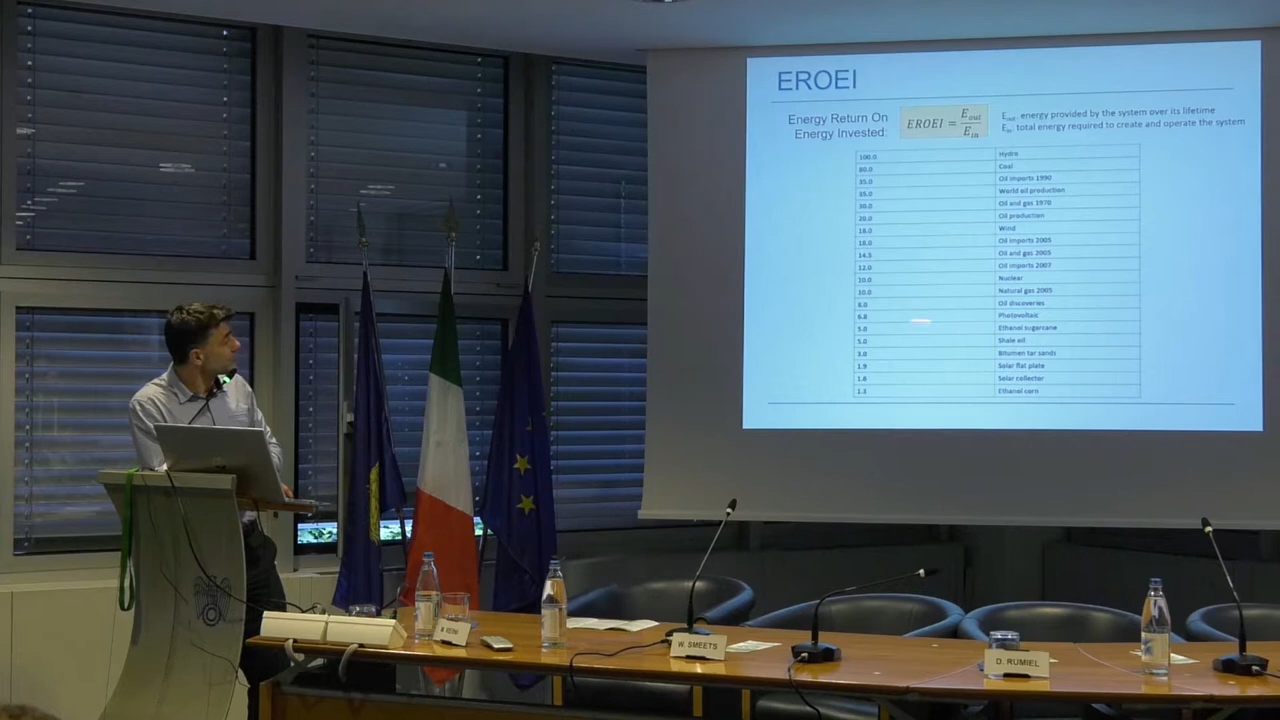 EROEI
Energy Return On
Energy Invested:
EROEI = E_out / E_in
E_out: energy provided by the system over its lifetime
E_in: total energy required to create and operate the system
100.0 Hydro
80.0 Coal
35.0 Oil imports 1990
35.0 World oil production
30.0 Oil and gas 1970
20.0 Oil production
18.0 Wind
18.0 Oil imports 2005
14.5 Oil and gas 2005
12.0 Oil imports 2007
10.0 Nuclear
10.0 Natural gas 2005
8.0 Oil discoveries
6.8 Photovoltaic
5.0 Ethanol sugarcane
5.0 Shale oil
3.0 Bitumen tar sands
1.9 Solar flat plate
1.6 Solar collector
1.3 Ethanol corn
W. SMEETS
D. RUMIEL